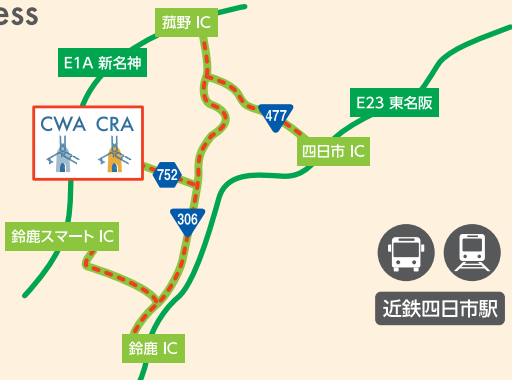 ess
菰野 IC
E1A 新名神
E23 東名阪
CWA CRA
477
四日市 IC
752
306
鈴鹿スマート IC
近鉄四日市駅
鈴鹿 IC